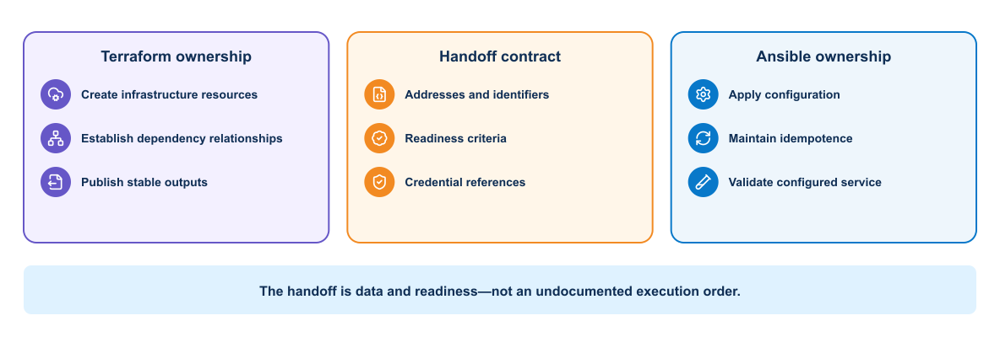 Terraform ownership
Create infrastructure resources
Establish dependency relationships
Publish stable outputs
Handoff contract
Addresses and identifiers
Readiness criteria
Credential references
Ansible ownership
Apply configuration
Maintain idempotence
Validate configured service
The handoff is data and readiness—not an undocumented execution order.